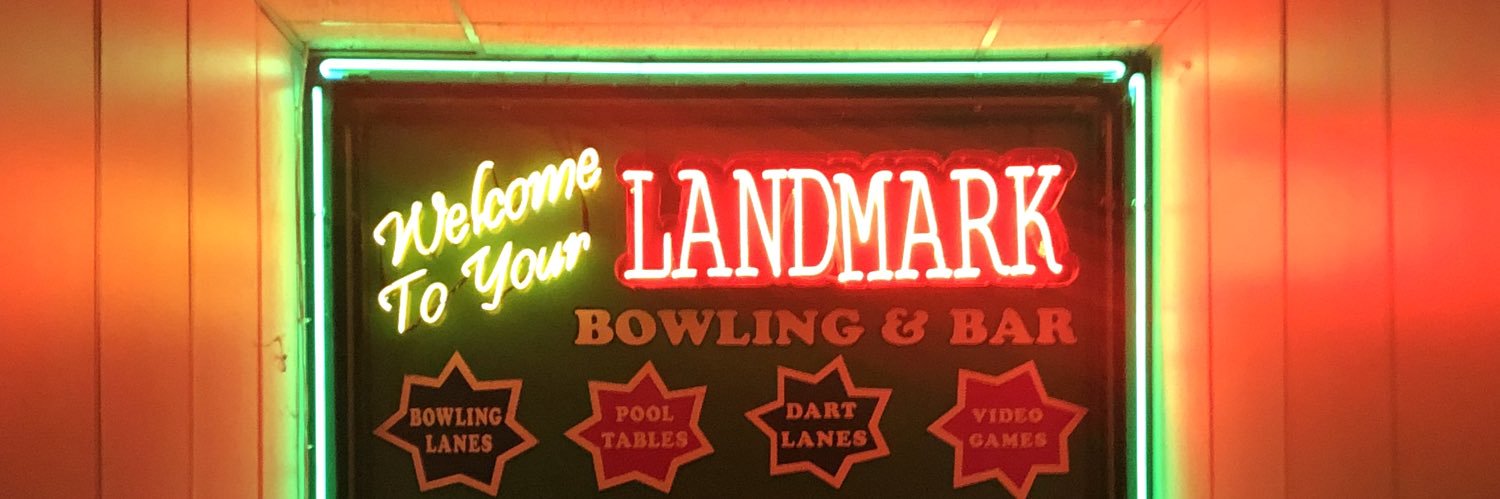 Welcome
To Your
LANDMARK
BOWLING & BAR
BOWLING
LANES
POOL
TABLES
DART
LANES
VIDEO
GAMES